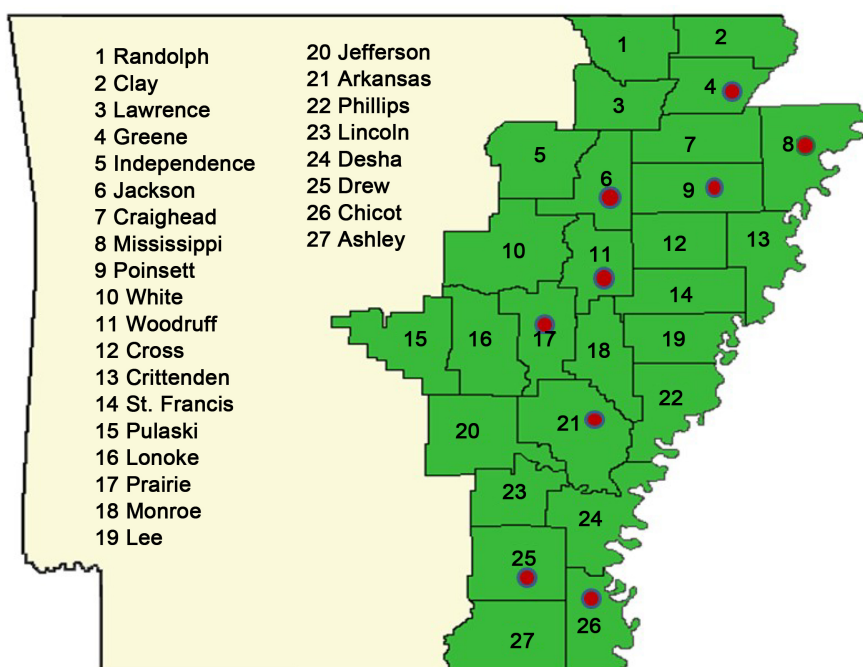 1 Randolph
2 Clay
3 Lawrence
4 Greene
5 Independence
6 Jackson
7 Craighead
8 Mississippi
9 Poinsett
10 White
11 Woodruff
12 Cross
13 Crittenden
14 St. Francis
15 Pulaski
16 Lonoke
17 Prairie
18 Monroe
19 Lee
20 Jefferson
21 Arkansas
22 Phillips
23 Lincoln
24 Desha
25 Drew
26 Chicot
27 Ashley
1
2
4
3
7
8
5
6
9
10
11
12
13
14
15
16
17
18
19
22
20
21
23
24
25
26
27